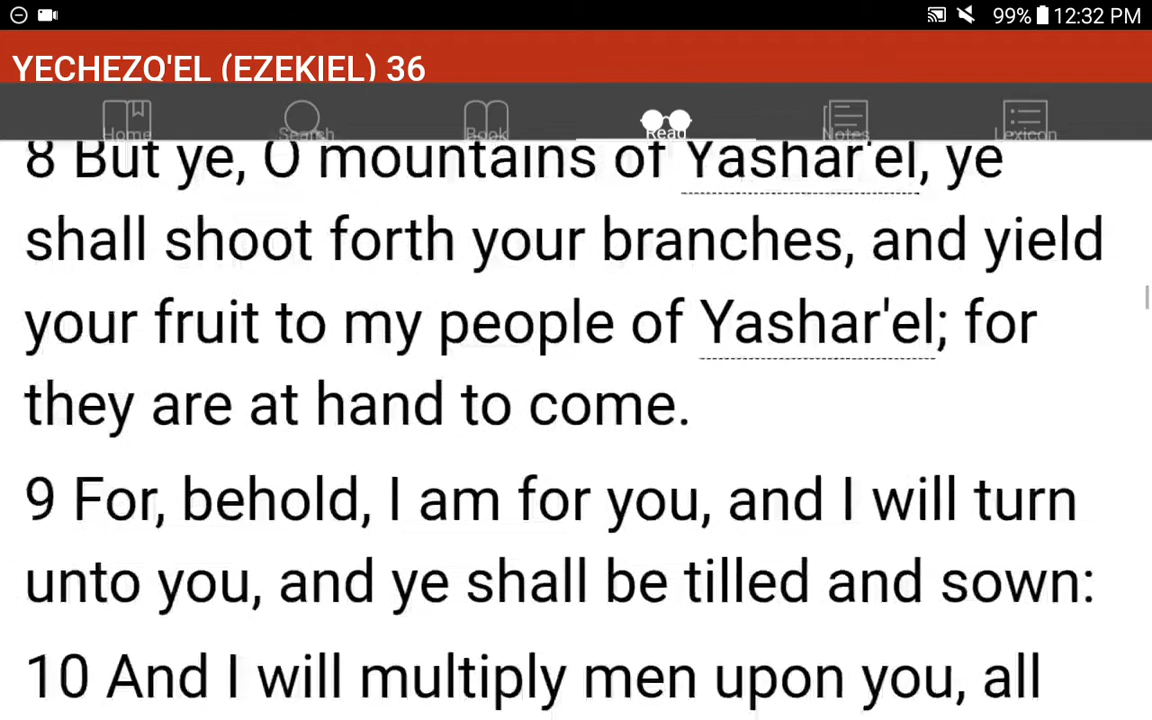 99% 12:32 PM
YECHEZQ'EL (EZEKIEL) 36
Home Search Book Read Notes Lexicon
8 But ye, O mountains of Yashar'el, ye
shall shoot forth your branches, and yield
your fruit to my people of Yashar'el; for
they are at hand to come.
9 For, behold, I am for you, and I will turn
unto you, and ye shall be tilled and sown:
10 And I will multiply men upon you, all